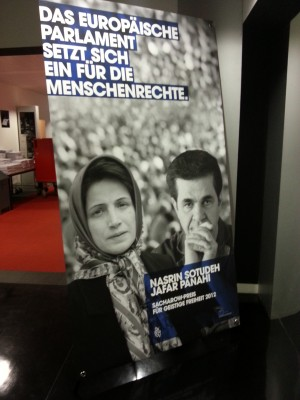 DAS EUROPÄISCHE
PARLAMENT
SETZT SICH
EIN FÜR DIE
MENSCHENRECHTE.
NASRIN SOTUDEH
JAFAR PANAHI
SACHAROW-PREIS
FÜR GEISTIGE FREIHEIT 2012